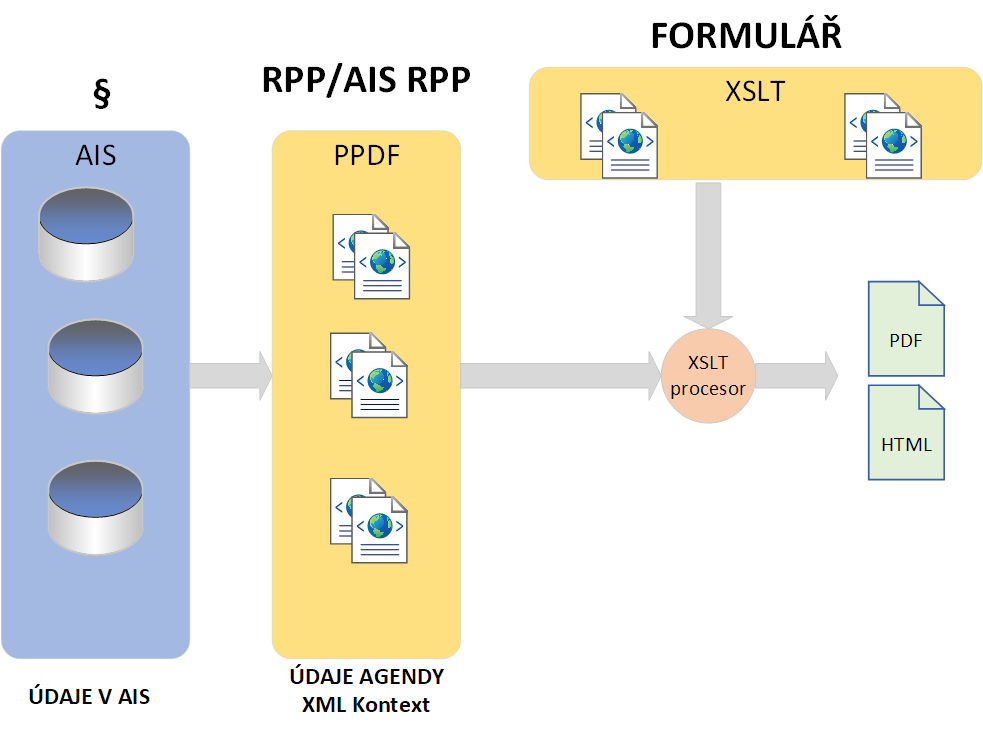 FORMULÁŘ
RPP/AIS RPP
§
XSLT
AIS
PPDF
XSLT
procesor
PDF
HTML
ÚDAJE AGENDY
XML Kontext
ÚDAJE V AIS